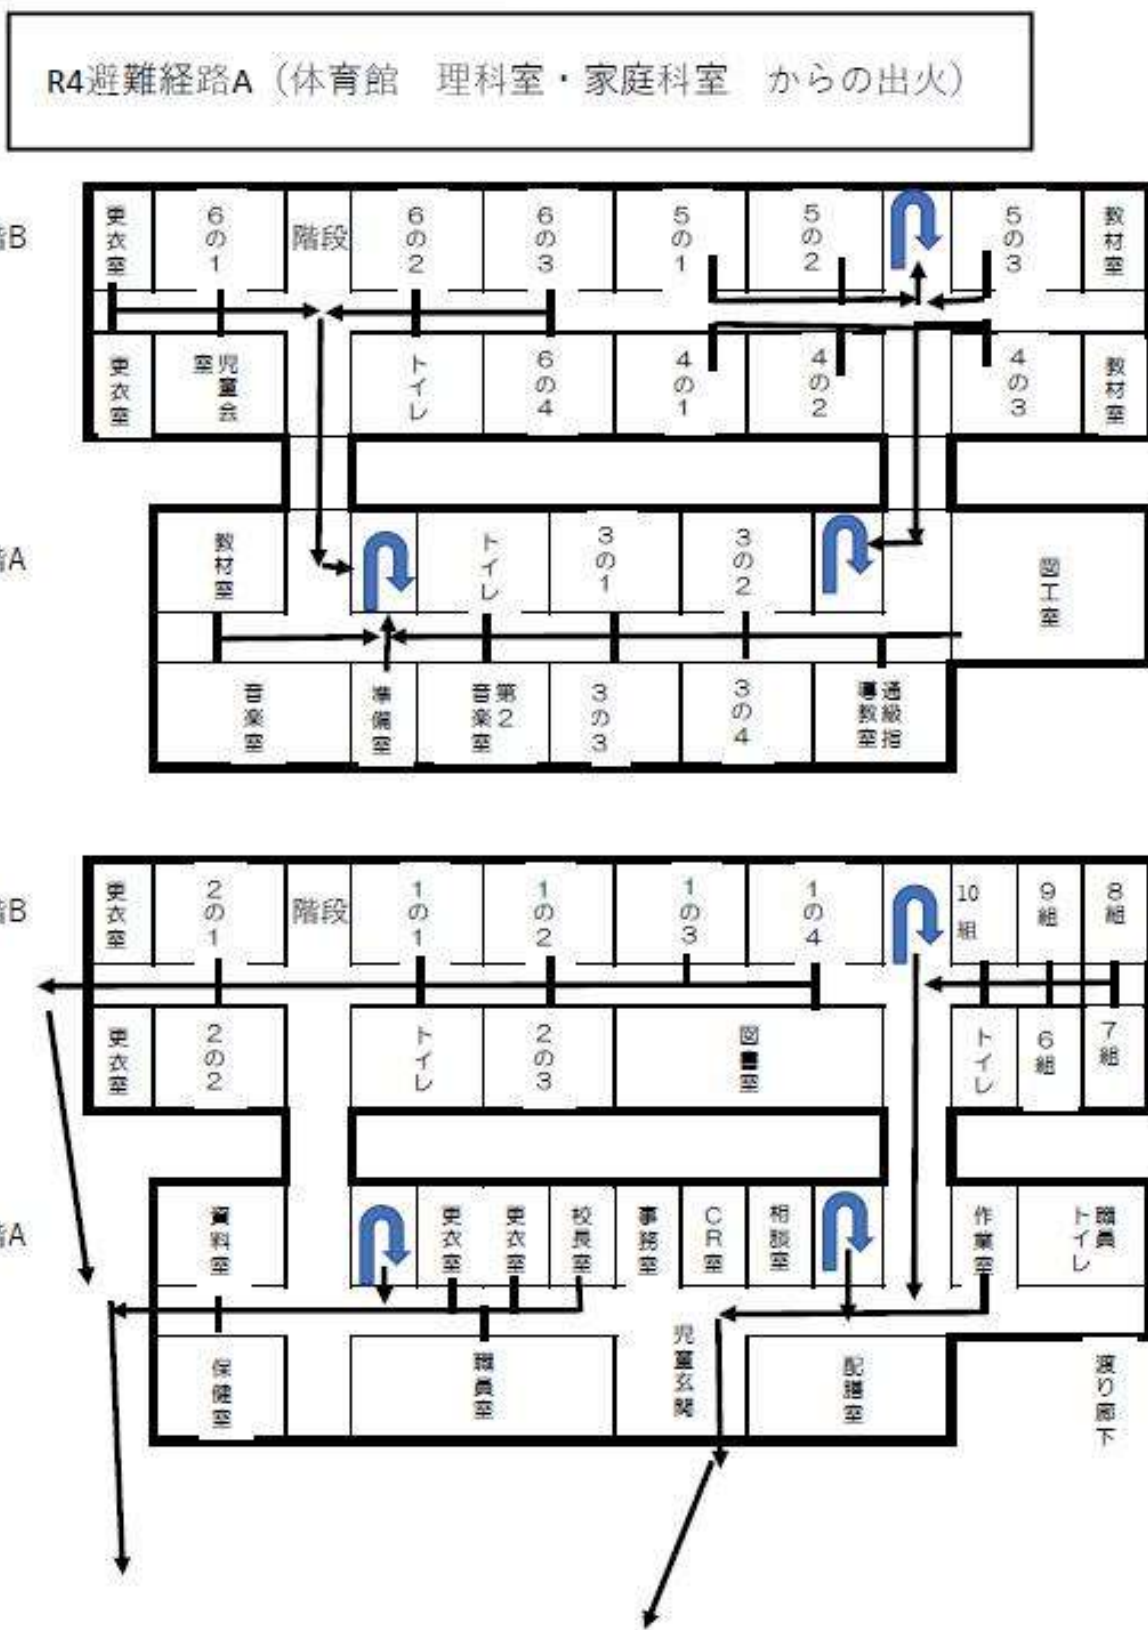 R4避難経路A（体育館　理科室・家庭科室　からの出火）
階B
更衣室
6の1
階段
6の2
6の3
5の1
5の2
5の3
教材室
更衣室
児童会室
トイレ
6の4
4の1
4の2
4の3
教材室
階A
教材室
トイレ
3の1
3の2
図工室
音楽室
準備室
第2音楽室
3の3
3の4
通級指導教室
階B
更衣室
2の1
階段
1の1
1の2
1の3
1の4
10組
9組
8組
更衣室
2の2
トイレ
2の3
図書室
トイレ
6組
7組
階A
資料室
更衣室
更衣室
校長室
事務室
CR室
相談室
作業室
職員トイレ
保健室
職員室
児童玄関
配膳室
渡り廊下